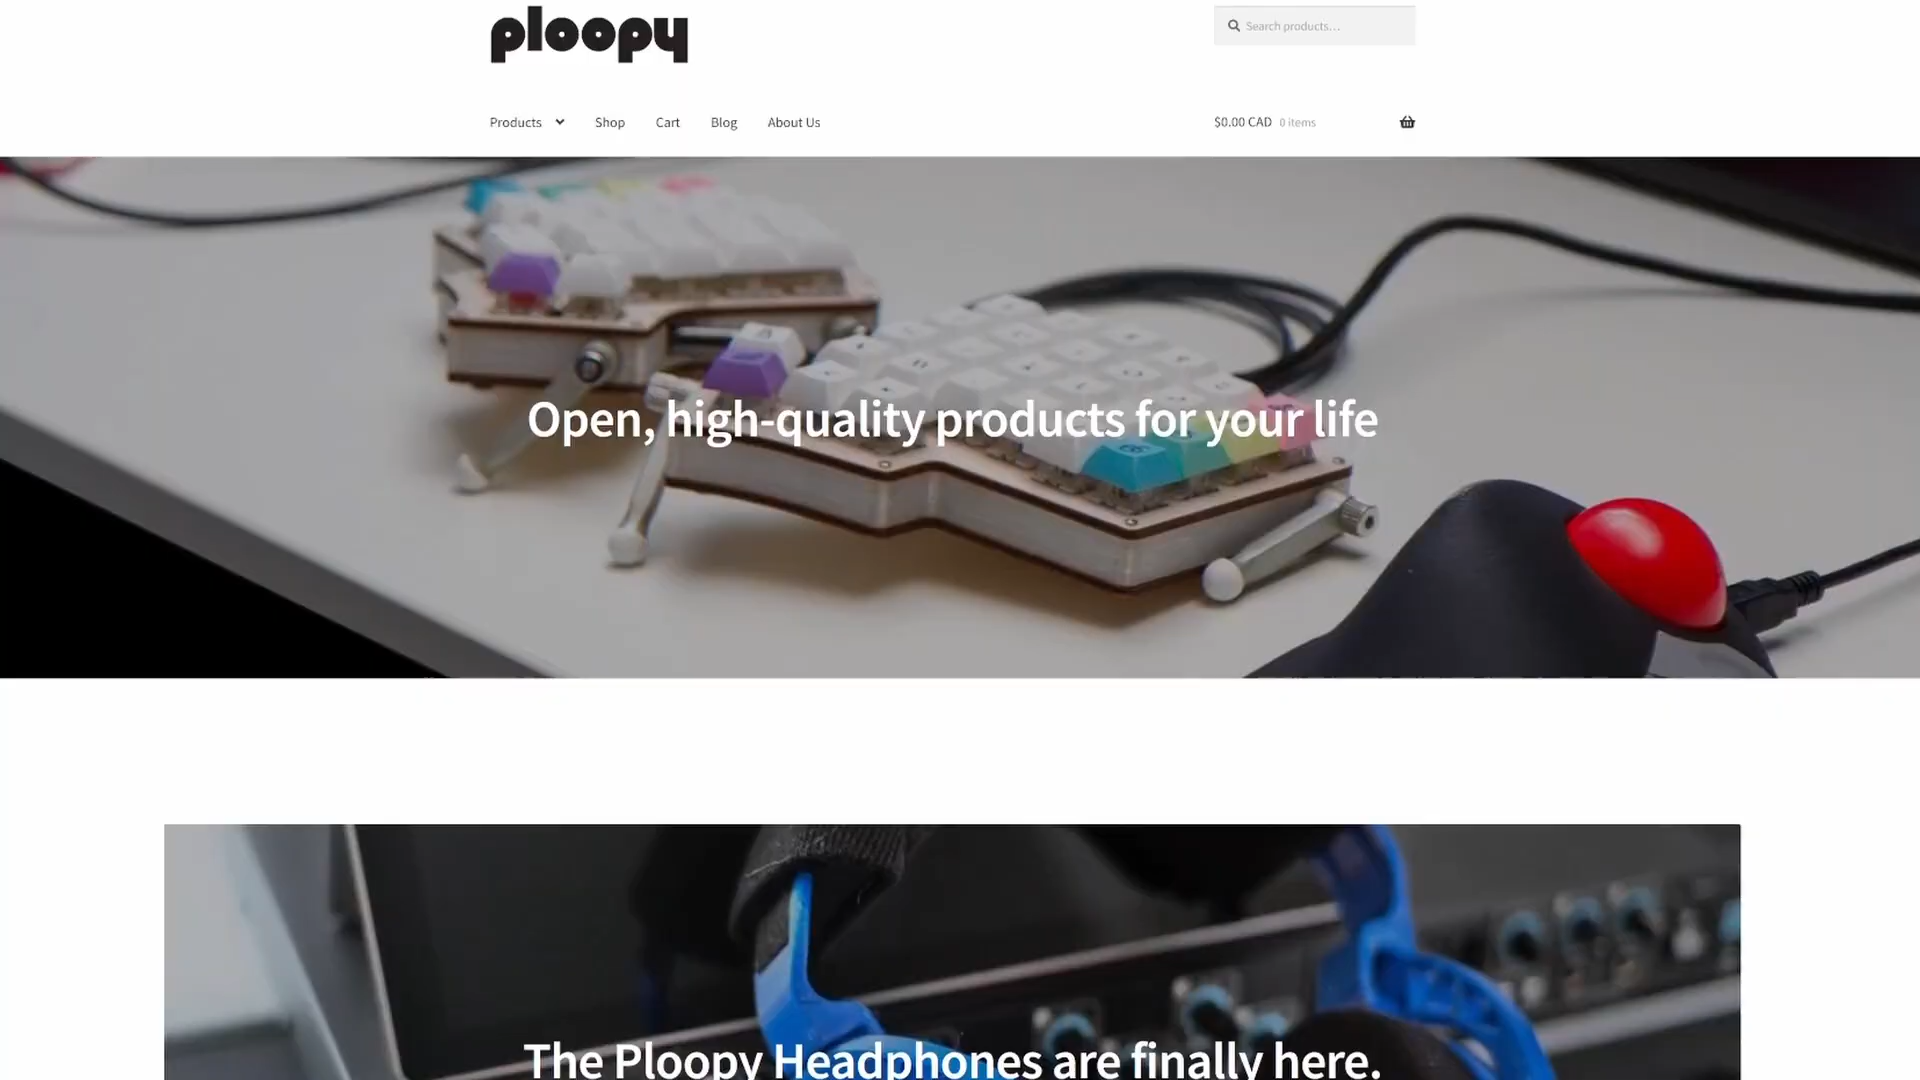 ploopy
Search products...
Products
Shop
Cart
Blog
About Us
$0.00 CAD 0 items
Open, high-quality products for your life
The Ploopy Headphones are finally here.